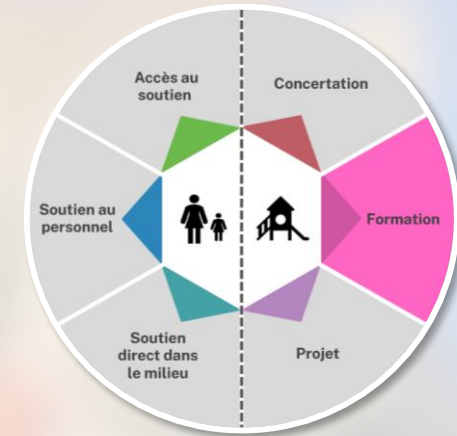 Accès au
soutien
Concertation
Soutien au
personnel
Formation
Soutien
direct dans
le milieu
Projet